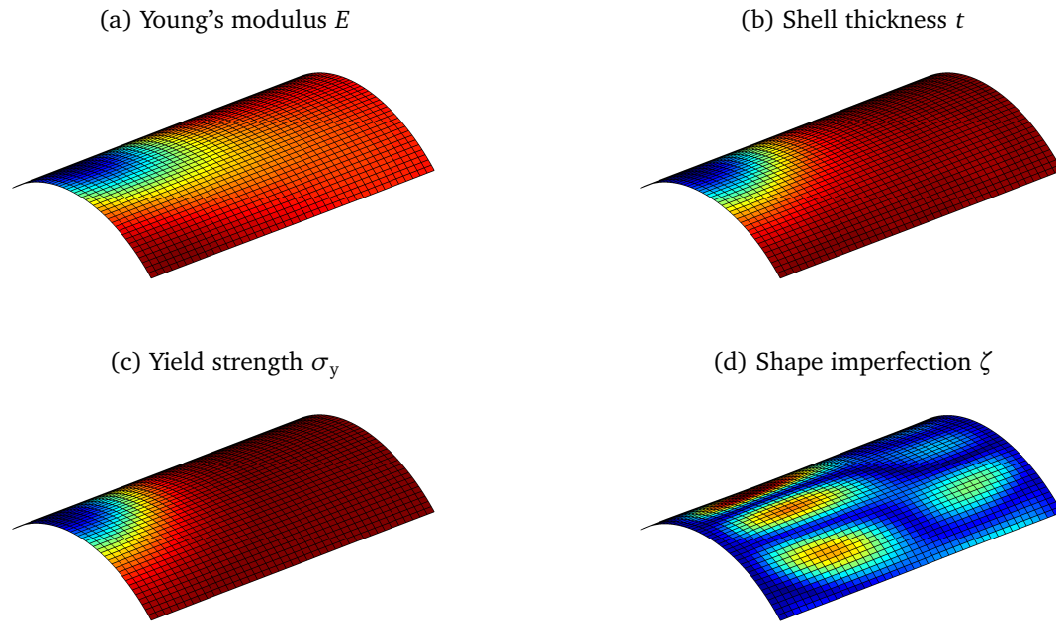 (a) Young’s modulus E
(b) Shell thickness t
(c) Yield strength σy
(d) Shape imperfection ζ